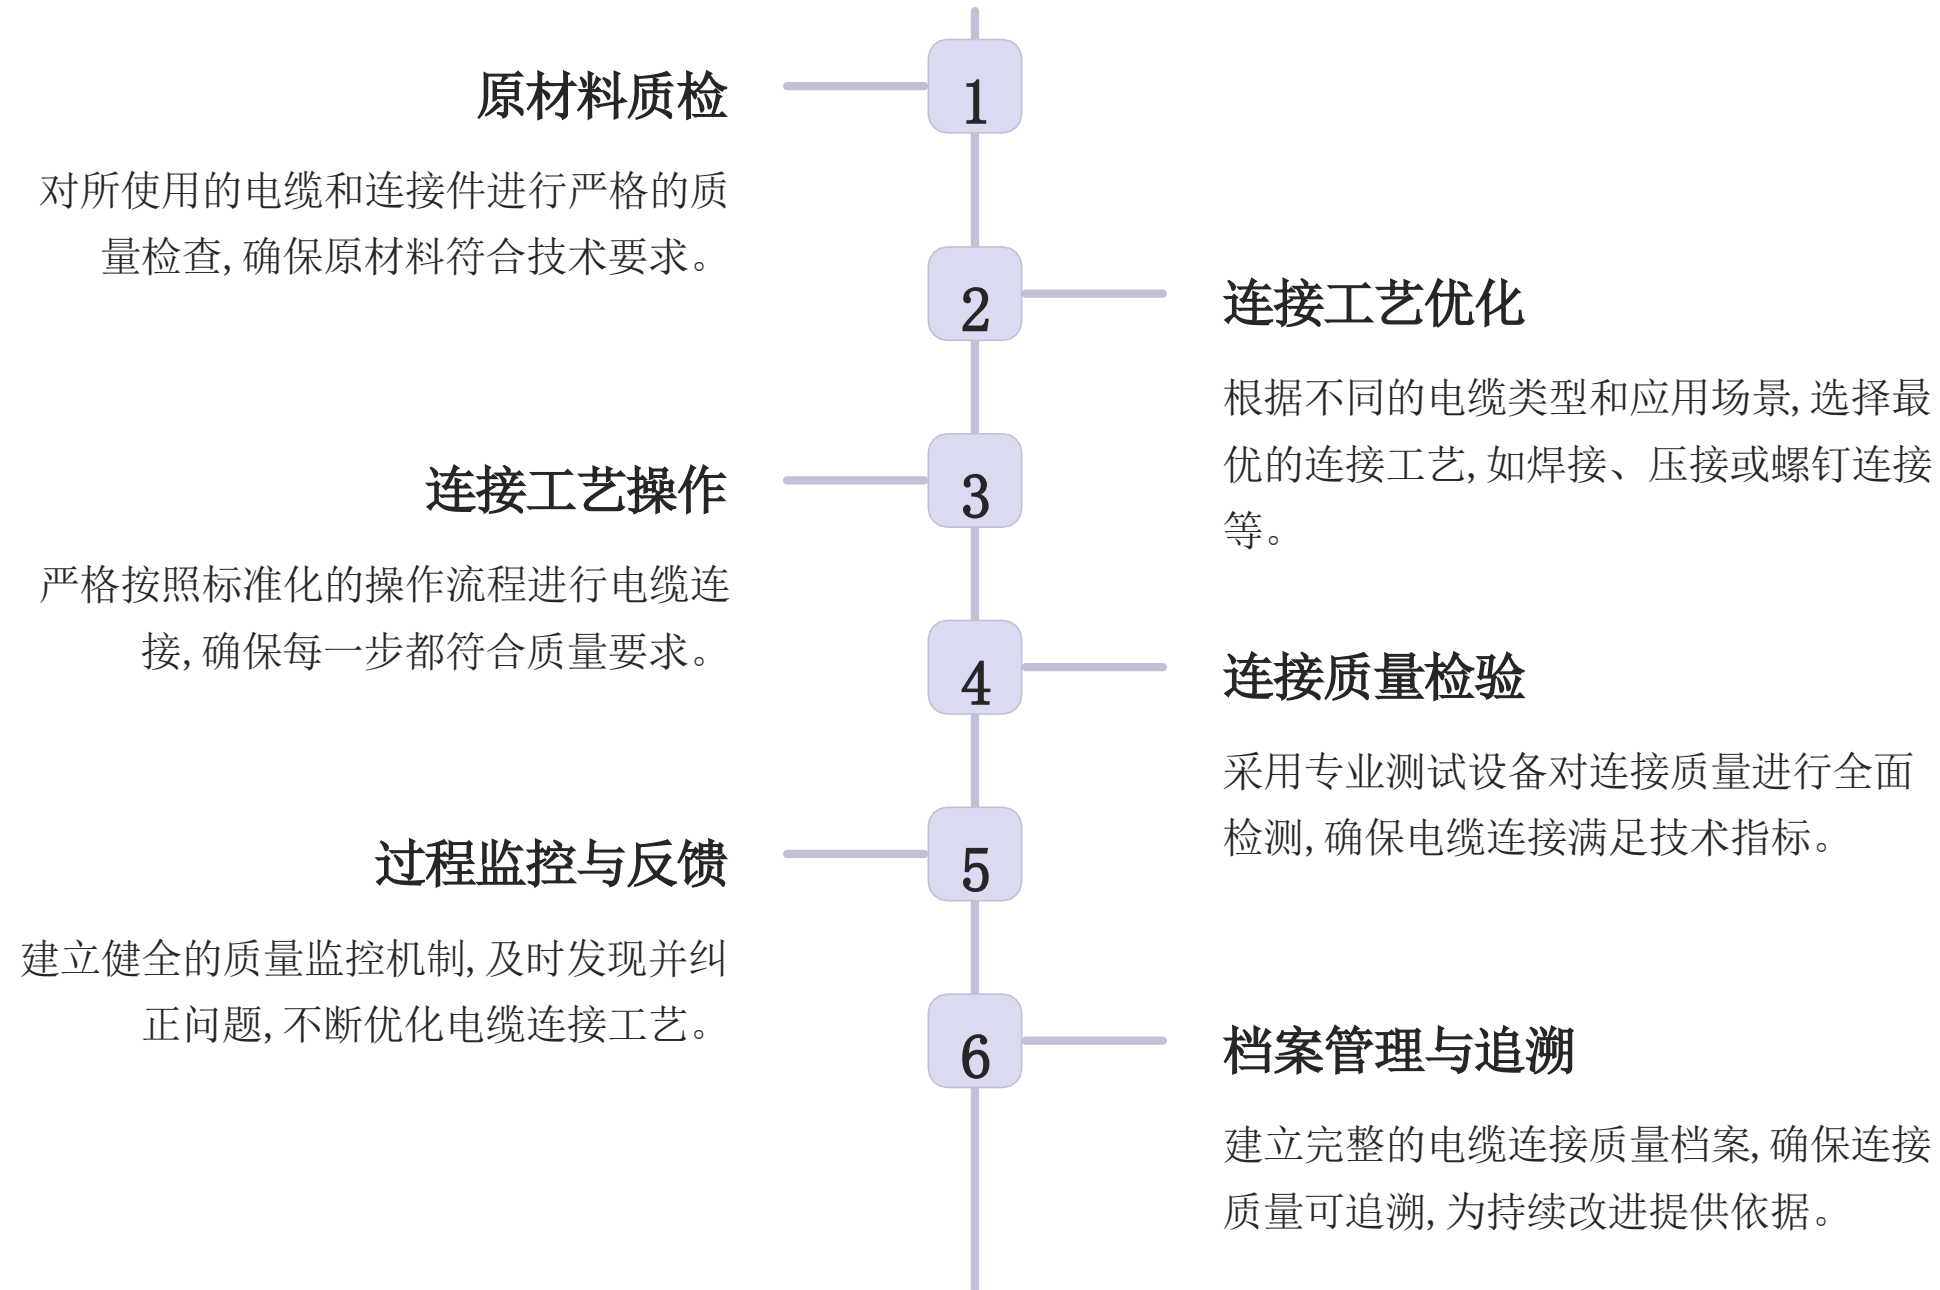 1
原材料质检
对所使用的电缆和连接件进行严格的质
量检查,确保原材料符合技术要求。
2
连接工艺优化
根据不同的电缆类型和应用场景,选择最
优的连接工艺,如焊接、压接或螺钉连接
等。
3
连接工艺操作
严格按照标准化的操作流程进行电缆连
接,确保每一步都符合质量要求。
4
连接质量检验
采用专业测试设备对连接质量进行全面
检测,确保电缆连接满足技术指标。
5
过程监控与反馈
建立健全的质量监控机制,及时发现并纠
正问题,不断优化电缆连接工艺。
6
档案管理与追溯
建立完整的电缆连接质量档案,确保连接
质量可追溯,为持续改进提供依据。